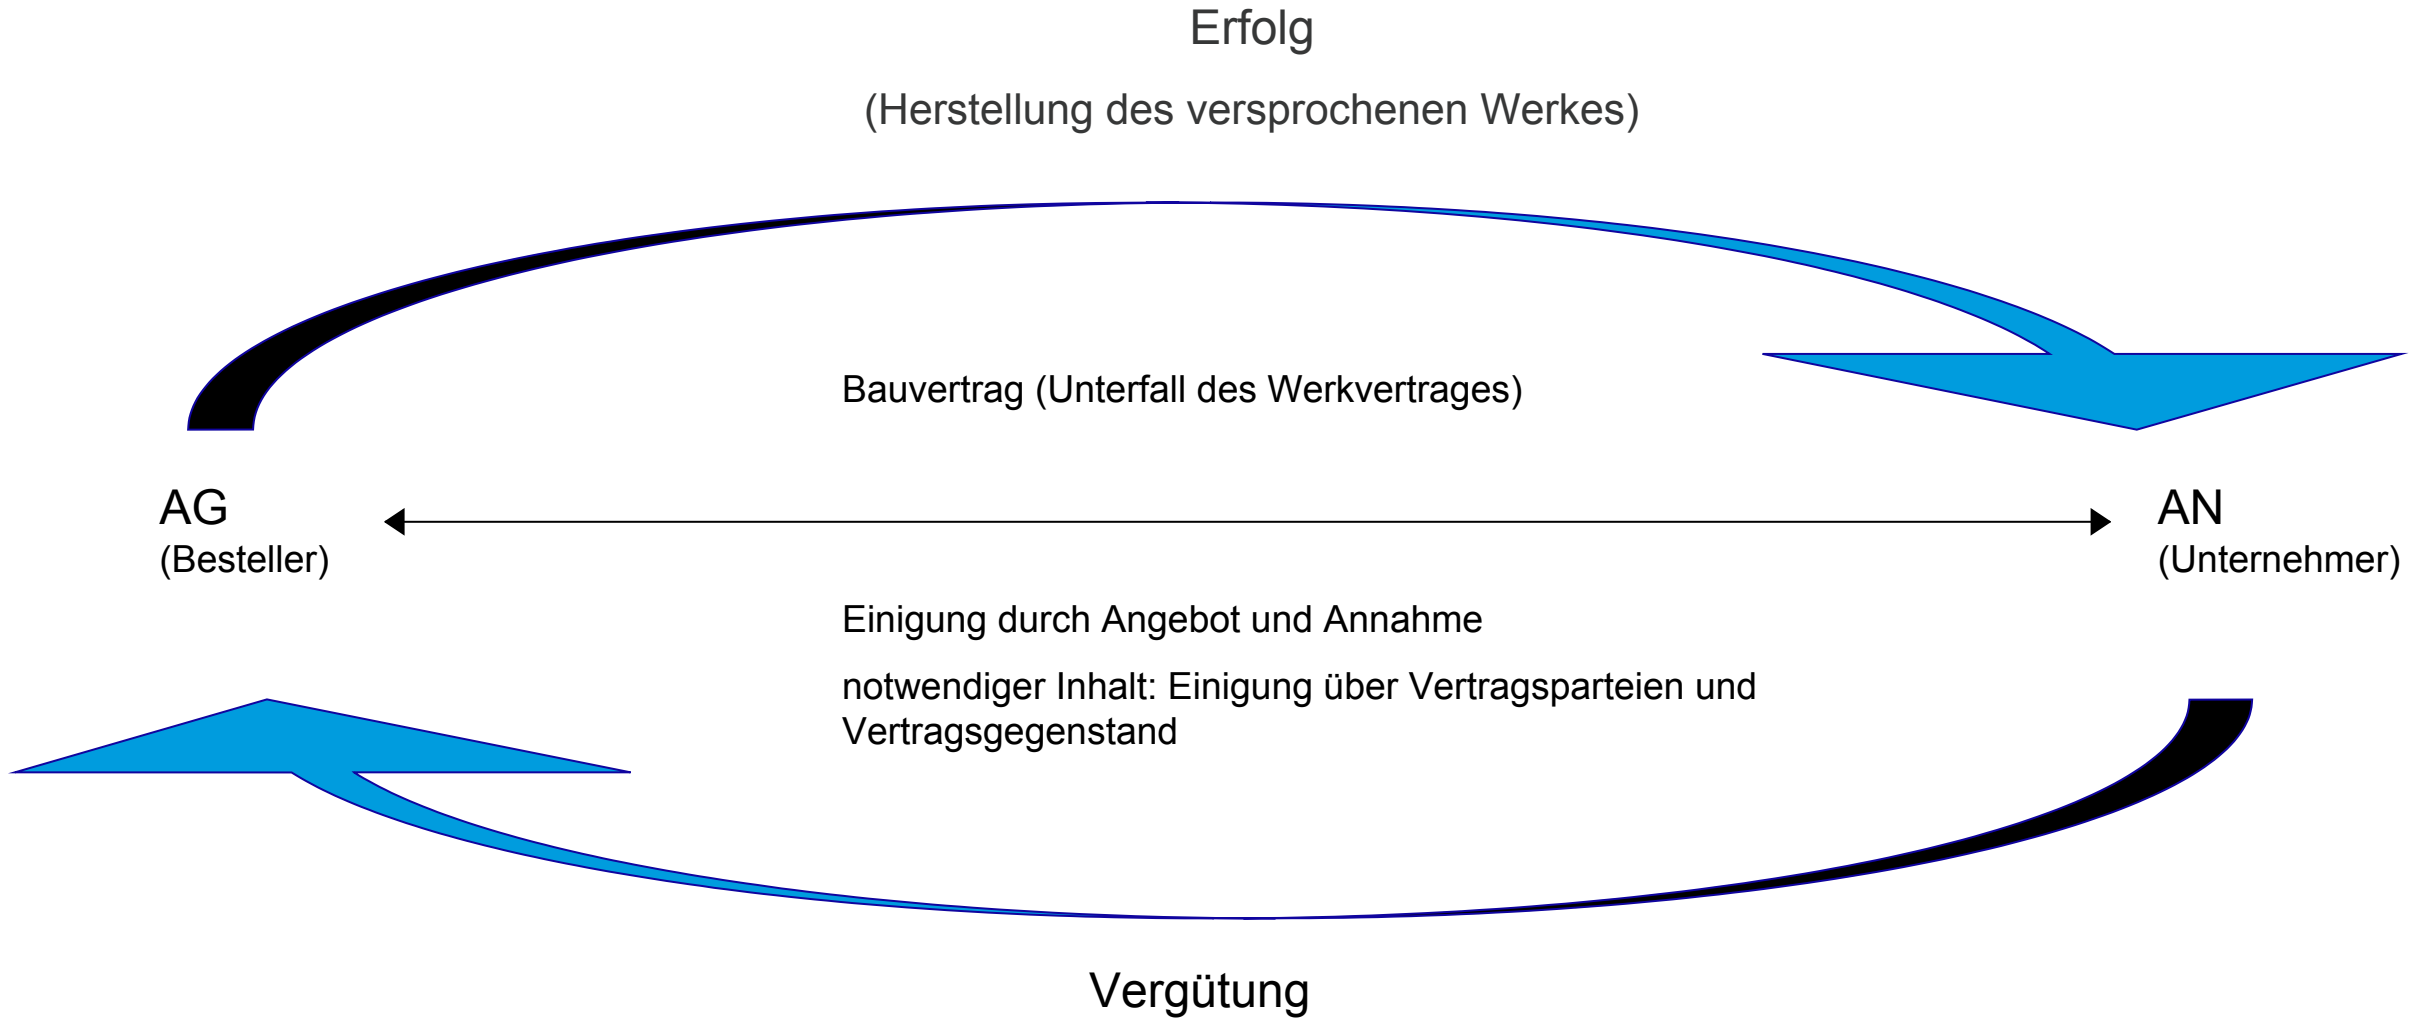 Erfolg
(Herstellung des versprochenen Werkes)
Bauvertrag (Unterfall des Werkvertrages)
AG
(Besteller)
AN
(Unternehmer)
Einigung durch Angebot und Annahme
notwendiger Inhalt: Einigung über Vertragsparteien und
Vertragsgegenstand
Vergütung